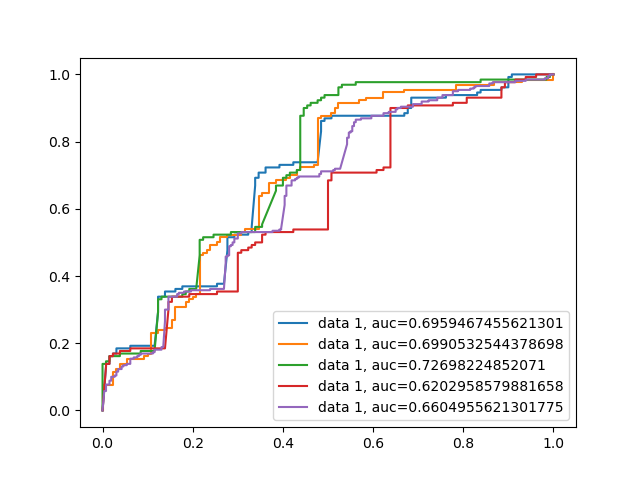 1.0
0.8
0.6
0.4
0.2
0.0
0.0 0.2 0.4 0.6 0.8 1.0
data 1, auc=0.6959467455621301
data 1, auc=0.6990532544378698
data 1, auc=0.72698224852071
data 1, auc=0.6202958579881658
data 1, auc=0.6604955621301775